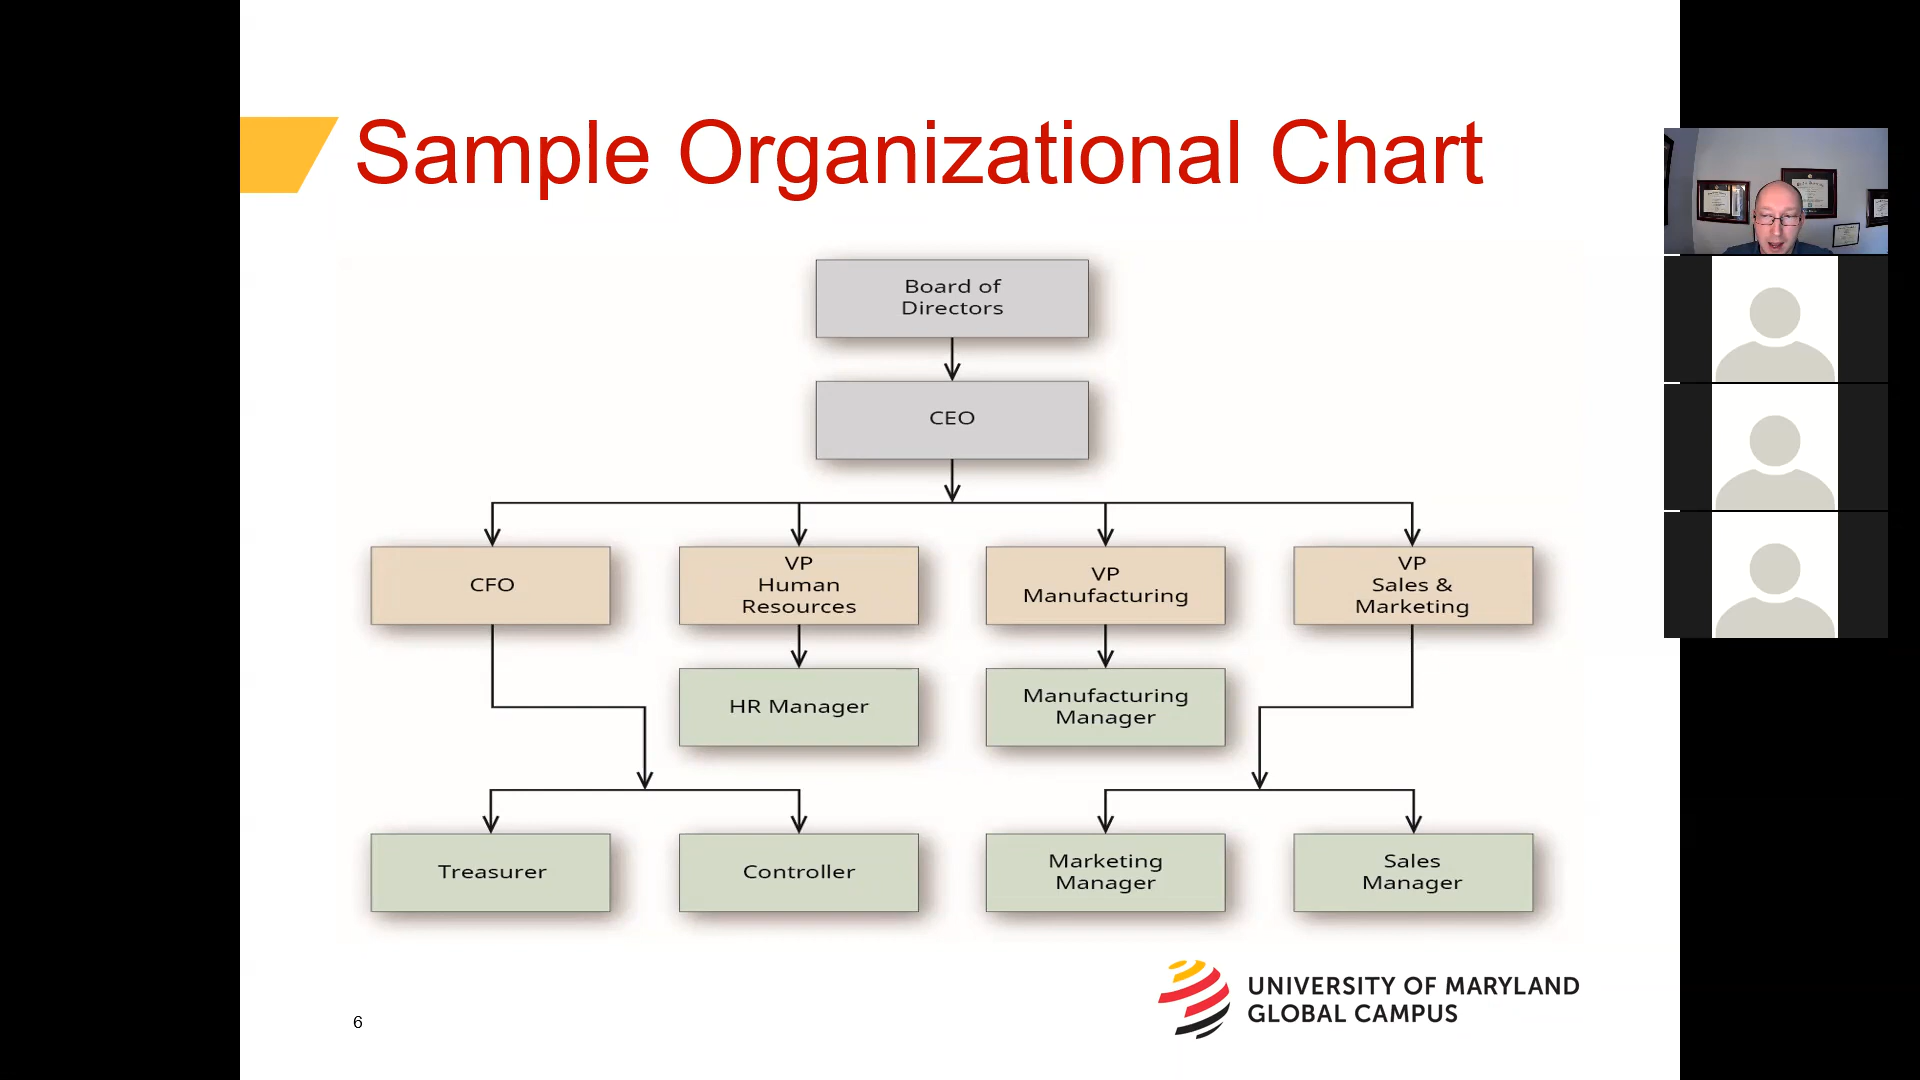 Sample Organizational Chart
Board of
Directors
CEO
CFO
VP
Human
Resources
VP
Manufacturing
VP
Sales &
Marketing
HR Manager
Manufacturing
Manager
Treasurer
Controller
Marketing
Manager
Sales
Manager
6
UNIVERSITY OF MARYLAND
GLOBAL CAMPUS